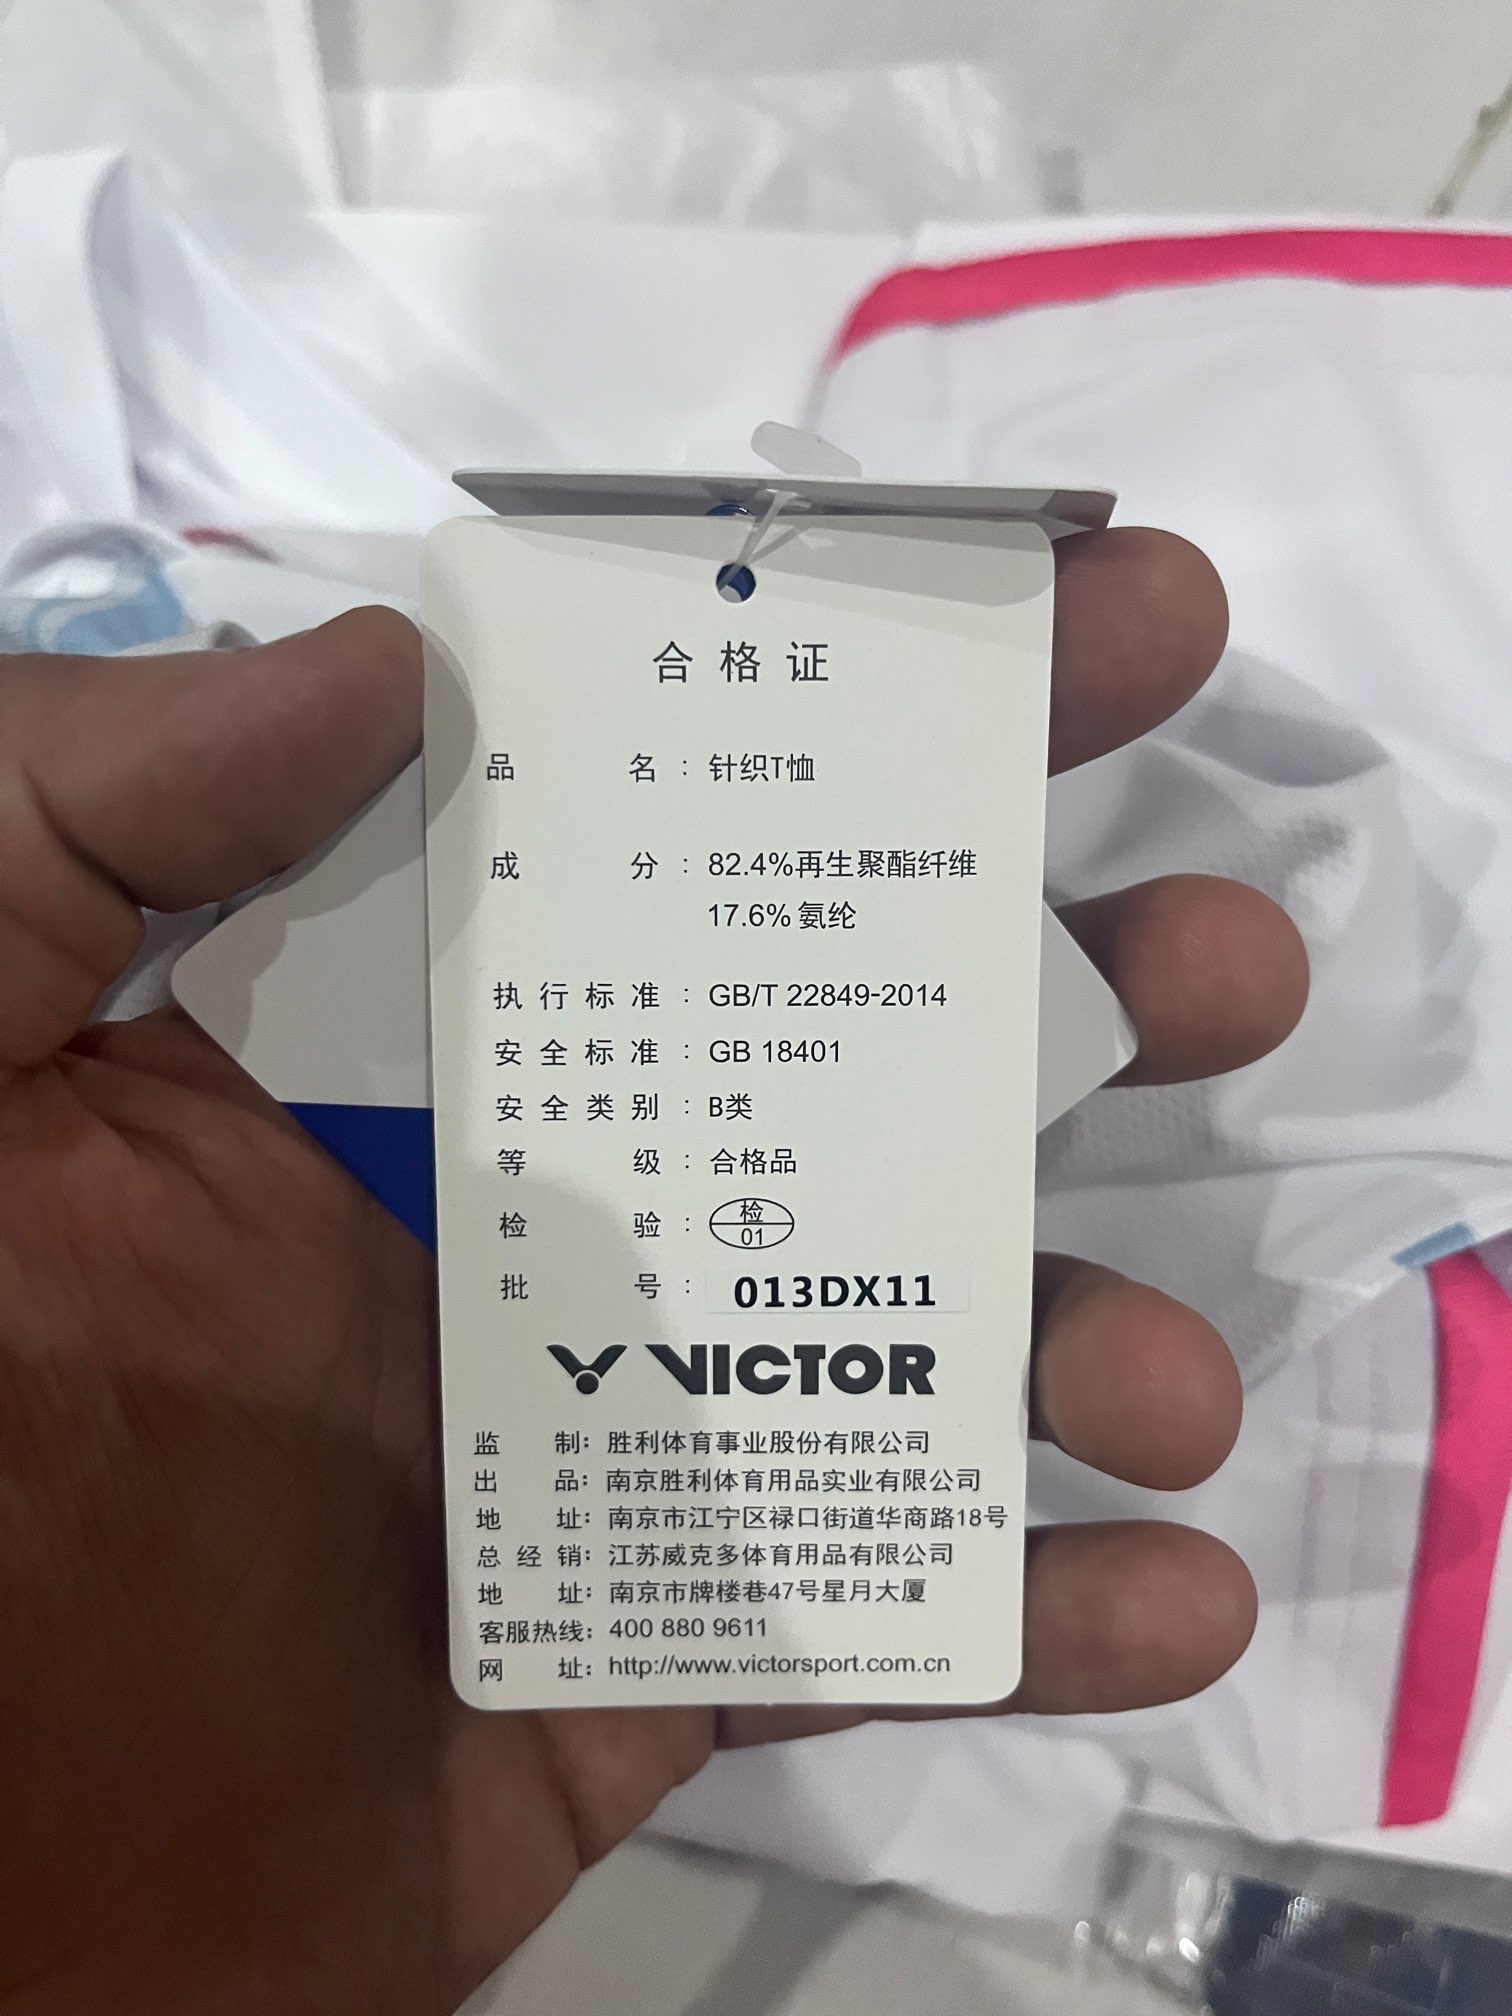 合格证
品名：针织T恤
成分：82.4%再生聚酯纤维
17.6%氨纶
执行标准：GB/T 22849-2014
安全标准：GB 18401
安全类别：B类
等级：合格品
检验：检
01
批号：013DX11
VICTOR
监制：胜利体育事业股份有限公司
出品：南京胜利体育用品实业有限公司
地址：南京市江宁区禄口街道华商路18号
总经销：江苏威克多体育用品有限公司
地址：南京市牌楼巷47号星月大厦
客服热线：400 880 9611
网址：http://www.victorsport.com.cn